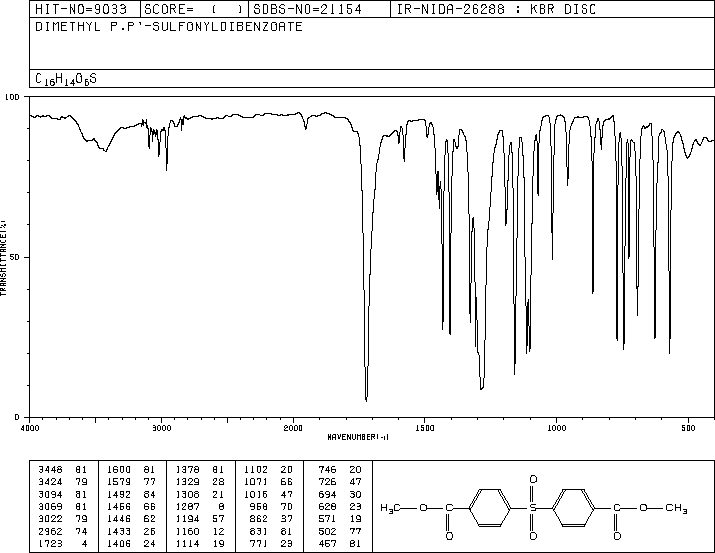 HIT-NO=9033 SCORE= ( ) SDBS-NO=21154 IR-NIDA-26288 : KBR DISC
DIMETHYL P,P'-SULFONYLDIBENZOATE
C16H14O6S
100
50
0
TRANSMITTANCE(%)
4000 3000 2000 1500 1000 500
WAVENUMBER(-1)
3448 81 1600 81 1378 81 1102 20 746 20
3424 79 1579 77 1329 28 1071 66 726 47
3094 81 1492 84 1308 21 1016 47 694 30
3069 81 1456 66 1287 8 958 70 628 23
3022 79 1446 62 1194 57 862 37 571 19
2962 74 1433 26 1160 12 831 81 502 77
1723 4 1406 24 1114 19 771 23 457 81
O O O
H3C O C S C O CH3
O